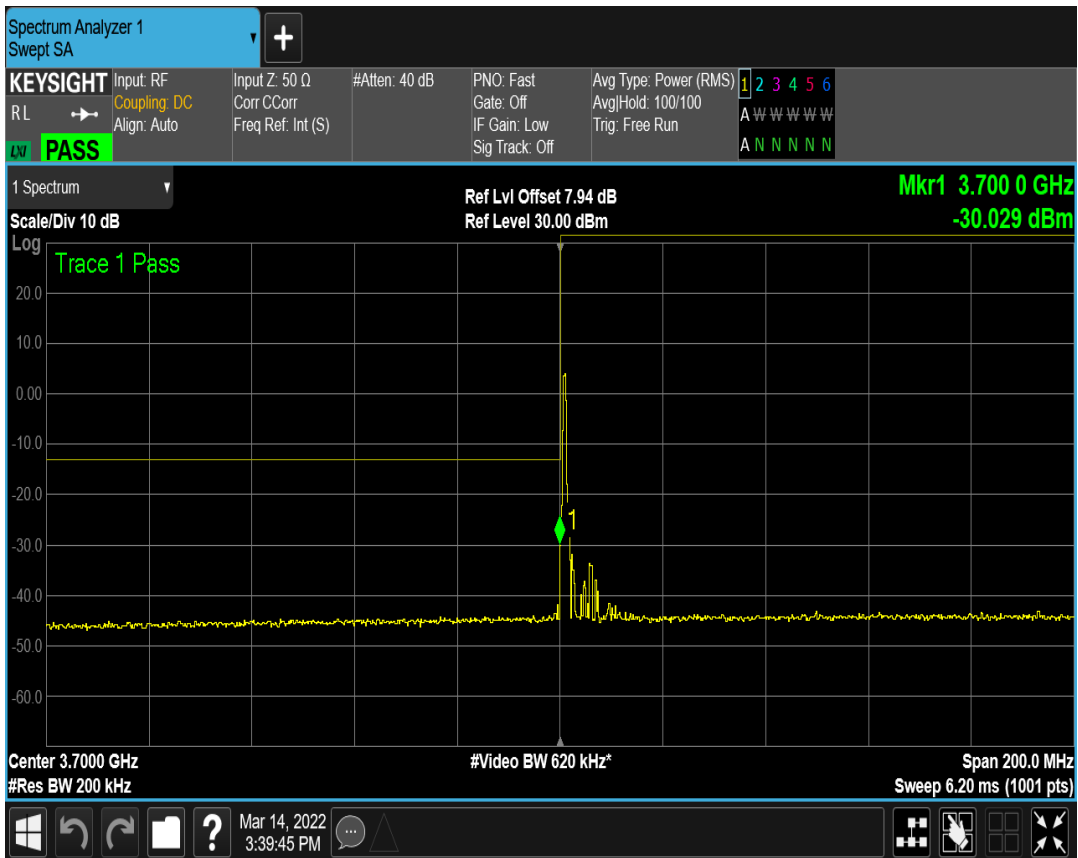 Spectrum Analyzer 1
Swept SA
+
KEYSIGHT
RL
LXI
PASS
Input: RF
Coupling: DC
Align: Auto
Input Z: 50 Ω
Corr CCorr
Freq Ref: Int (S)
#Atten: 40 dB
PNO: Fast
Gate: Off
IF Gain: Low
Sig Track: Off
Avg Type: Power (RMS)
Avg|Hold: 100/100
Trig: Free Run
1 2 3 4 5 6
A W W W W W
A N N N N N
1 Spectrum
Scale/Div 10 dB
Ref Lvl Offset 7.94 dB
Ref Level 30.00 dBm
Mkr1 3.700 0 GHz
-30.029 dBm
Log
Trace 1 Pass
20.0
10.0
0.00
-10.0
-20.0
1
-30.0
-40.0
-50.0
-60.0
Center 3.7000 GHz
#Res BW 200 kHz
#Video BW 620 kHz*
Span 200.0 MHz
Sweep 6.20 ms (1001 pts)
?
Mar 14, 2022
3:39:45 PM